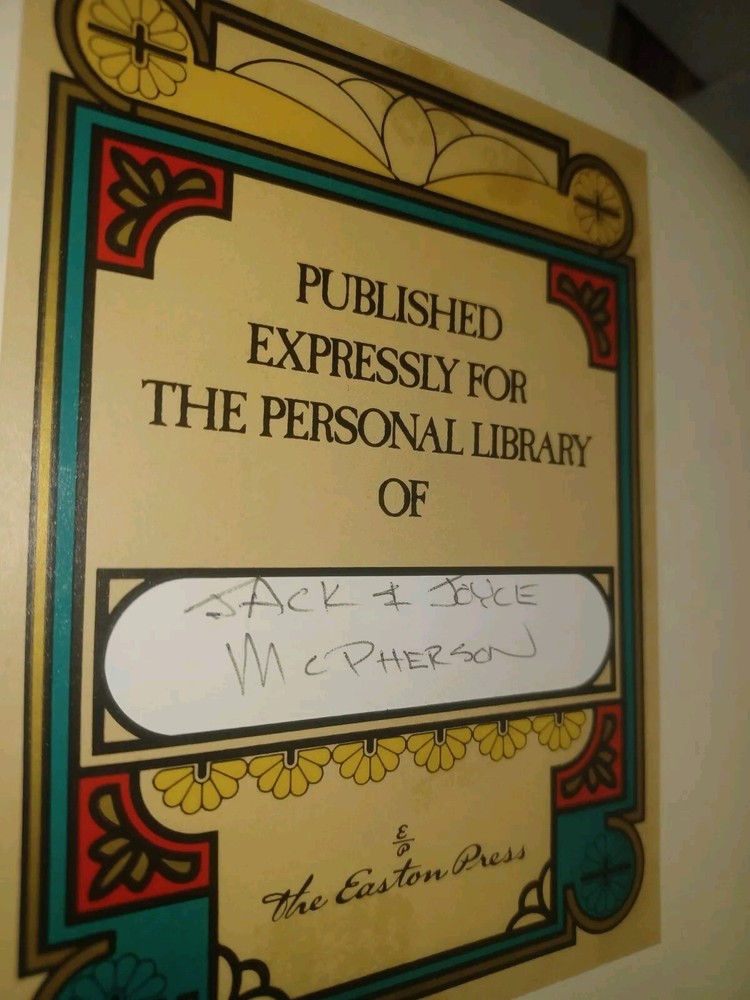 PUBLISHED
EXPRESSLY FOR
THE PERSONAL LIBRARY
OF
JACK & JOYCE
McPHERSON
E
P
the Easton Press